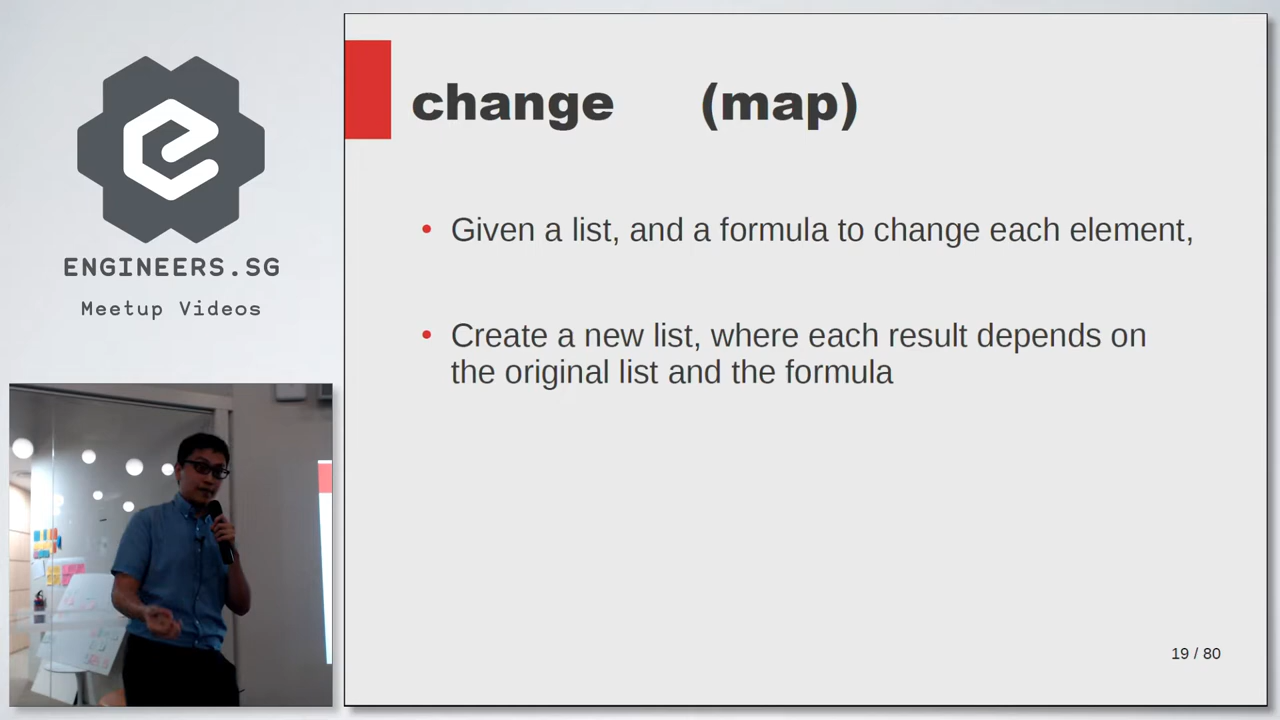 ENGINEERS.SG
Meetup Videos
change (map)
• Given a list, and a formula to change each element,
• Create a new list, where each result depends on
the original list and the formula
19 / 80